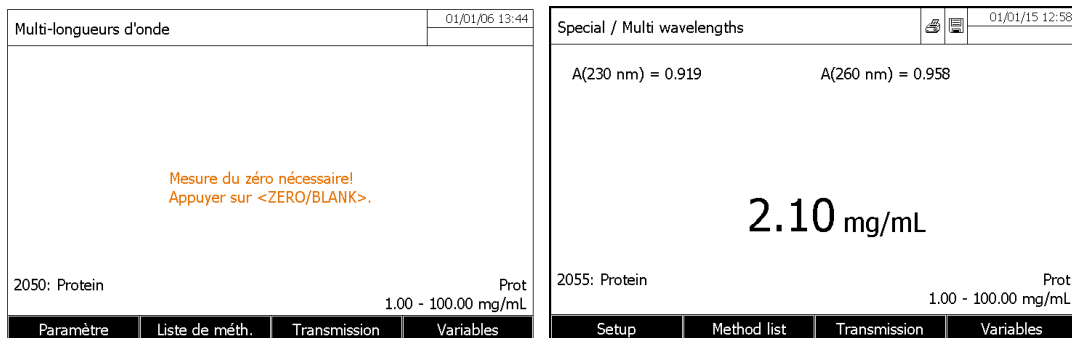 Multi-longueurs d'onde
01/01/06 13:44
Mesure du zéro nécessaire!
Appuyer sur <ZERO/BLANK>.
2050: Protein
Prot
1.00 - 100.00 mg/mL
Paramètre
Liste de méth.
Transmission
Variables
Special / Multi wavelengths
01/01/15 12:58
A(230 nm) = 0.919
A(260 nm) = 0.958
2.10 mg/mL
2055: Protein
Prot
1.00 - 100.00 mg/mL
Setup
Method list
Transmission
Variables